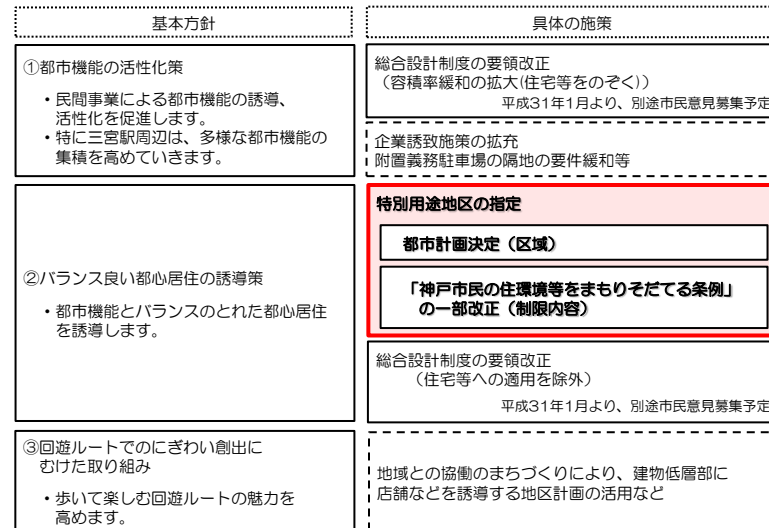 基本方針
具体の施策
①都市機能の活性化策
・民間事業による都市機能の誘導、
活性化を促進します。
・特に三宮駅周辺は、多様な都市機能の
集積を高めていきます。
総合設計制度の要領改正
（容積率緩和の拡大(住宅等をのぞく)）
平成31年1月より、別途市民意見募集予定
企業誘致施策の拡充
附置義務駐車場の隔地の要件緩和等
②バランス良い都心居住の誘導策
・都市機能とバランスのとれた都心居住
を誘導します。
特別用途地区の指定
都市計画決定（区域）
「神戸市民の住環境等をまもりそだてる条例」
の一部改正（制限内容）
総合設計制度の要領改正
（住宅等への適用を除外）
平成31年1月より、別途市民意見募集予定
③回遊ルートでのにぎわい創出に
むけた取り組み
・歩いて楽しむ回遊ルートの魅力を
高めます。
地域との協働のまちづくりにより、建物低層部に
店舗などを誘導する地区計画の活用など